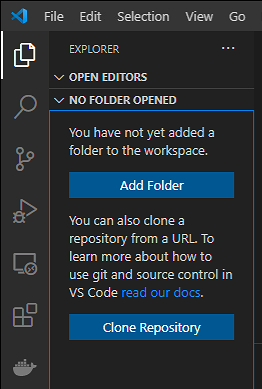 File Edit Selection View Go
EXPLORER
OPEN EDITORS
NO FOLDER OPENED
You have not yet added a
folder to the workspace.
Add Folder
You can also clone a
repository from a URL. To
learn more about how to
use git and source control in
VS Code read our docs.
Clone Repository